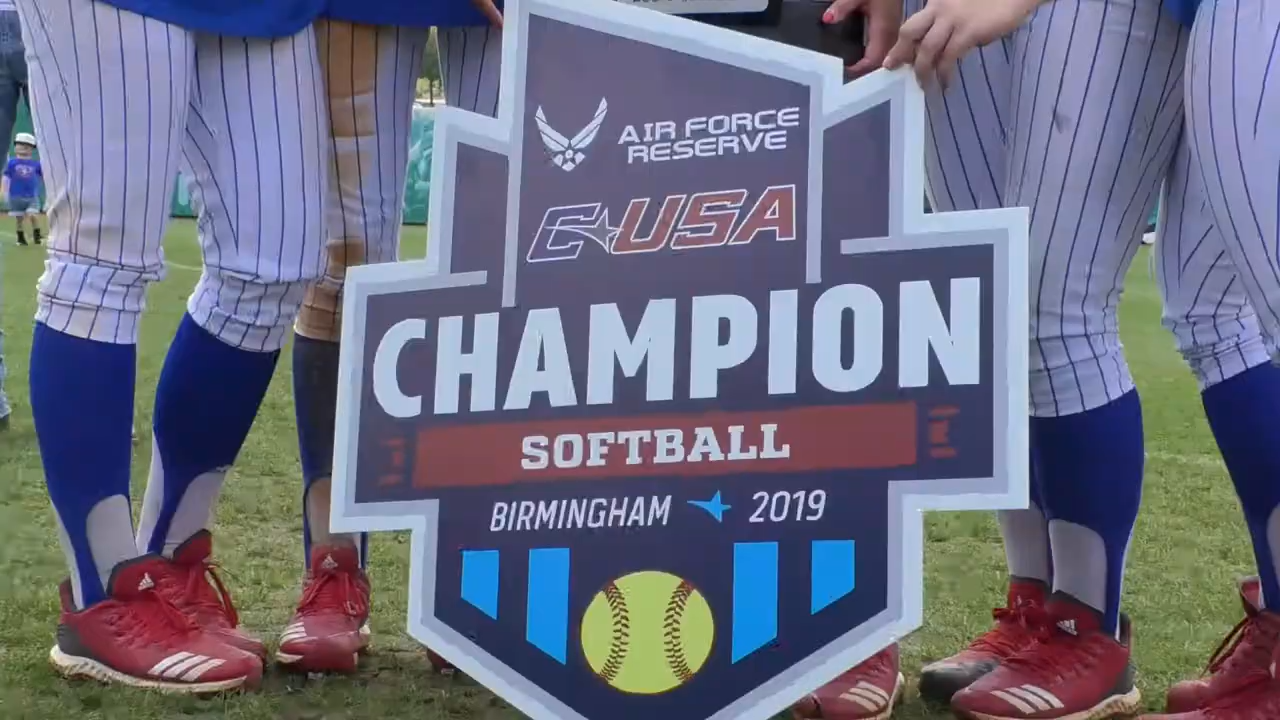 AIR FORCE
RESERVE
C USA
CHAMPION
SOFTBALL
BIRMINGHAM 2019